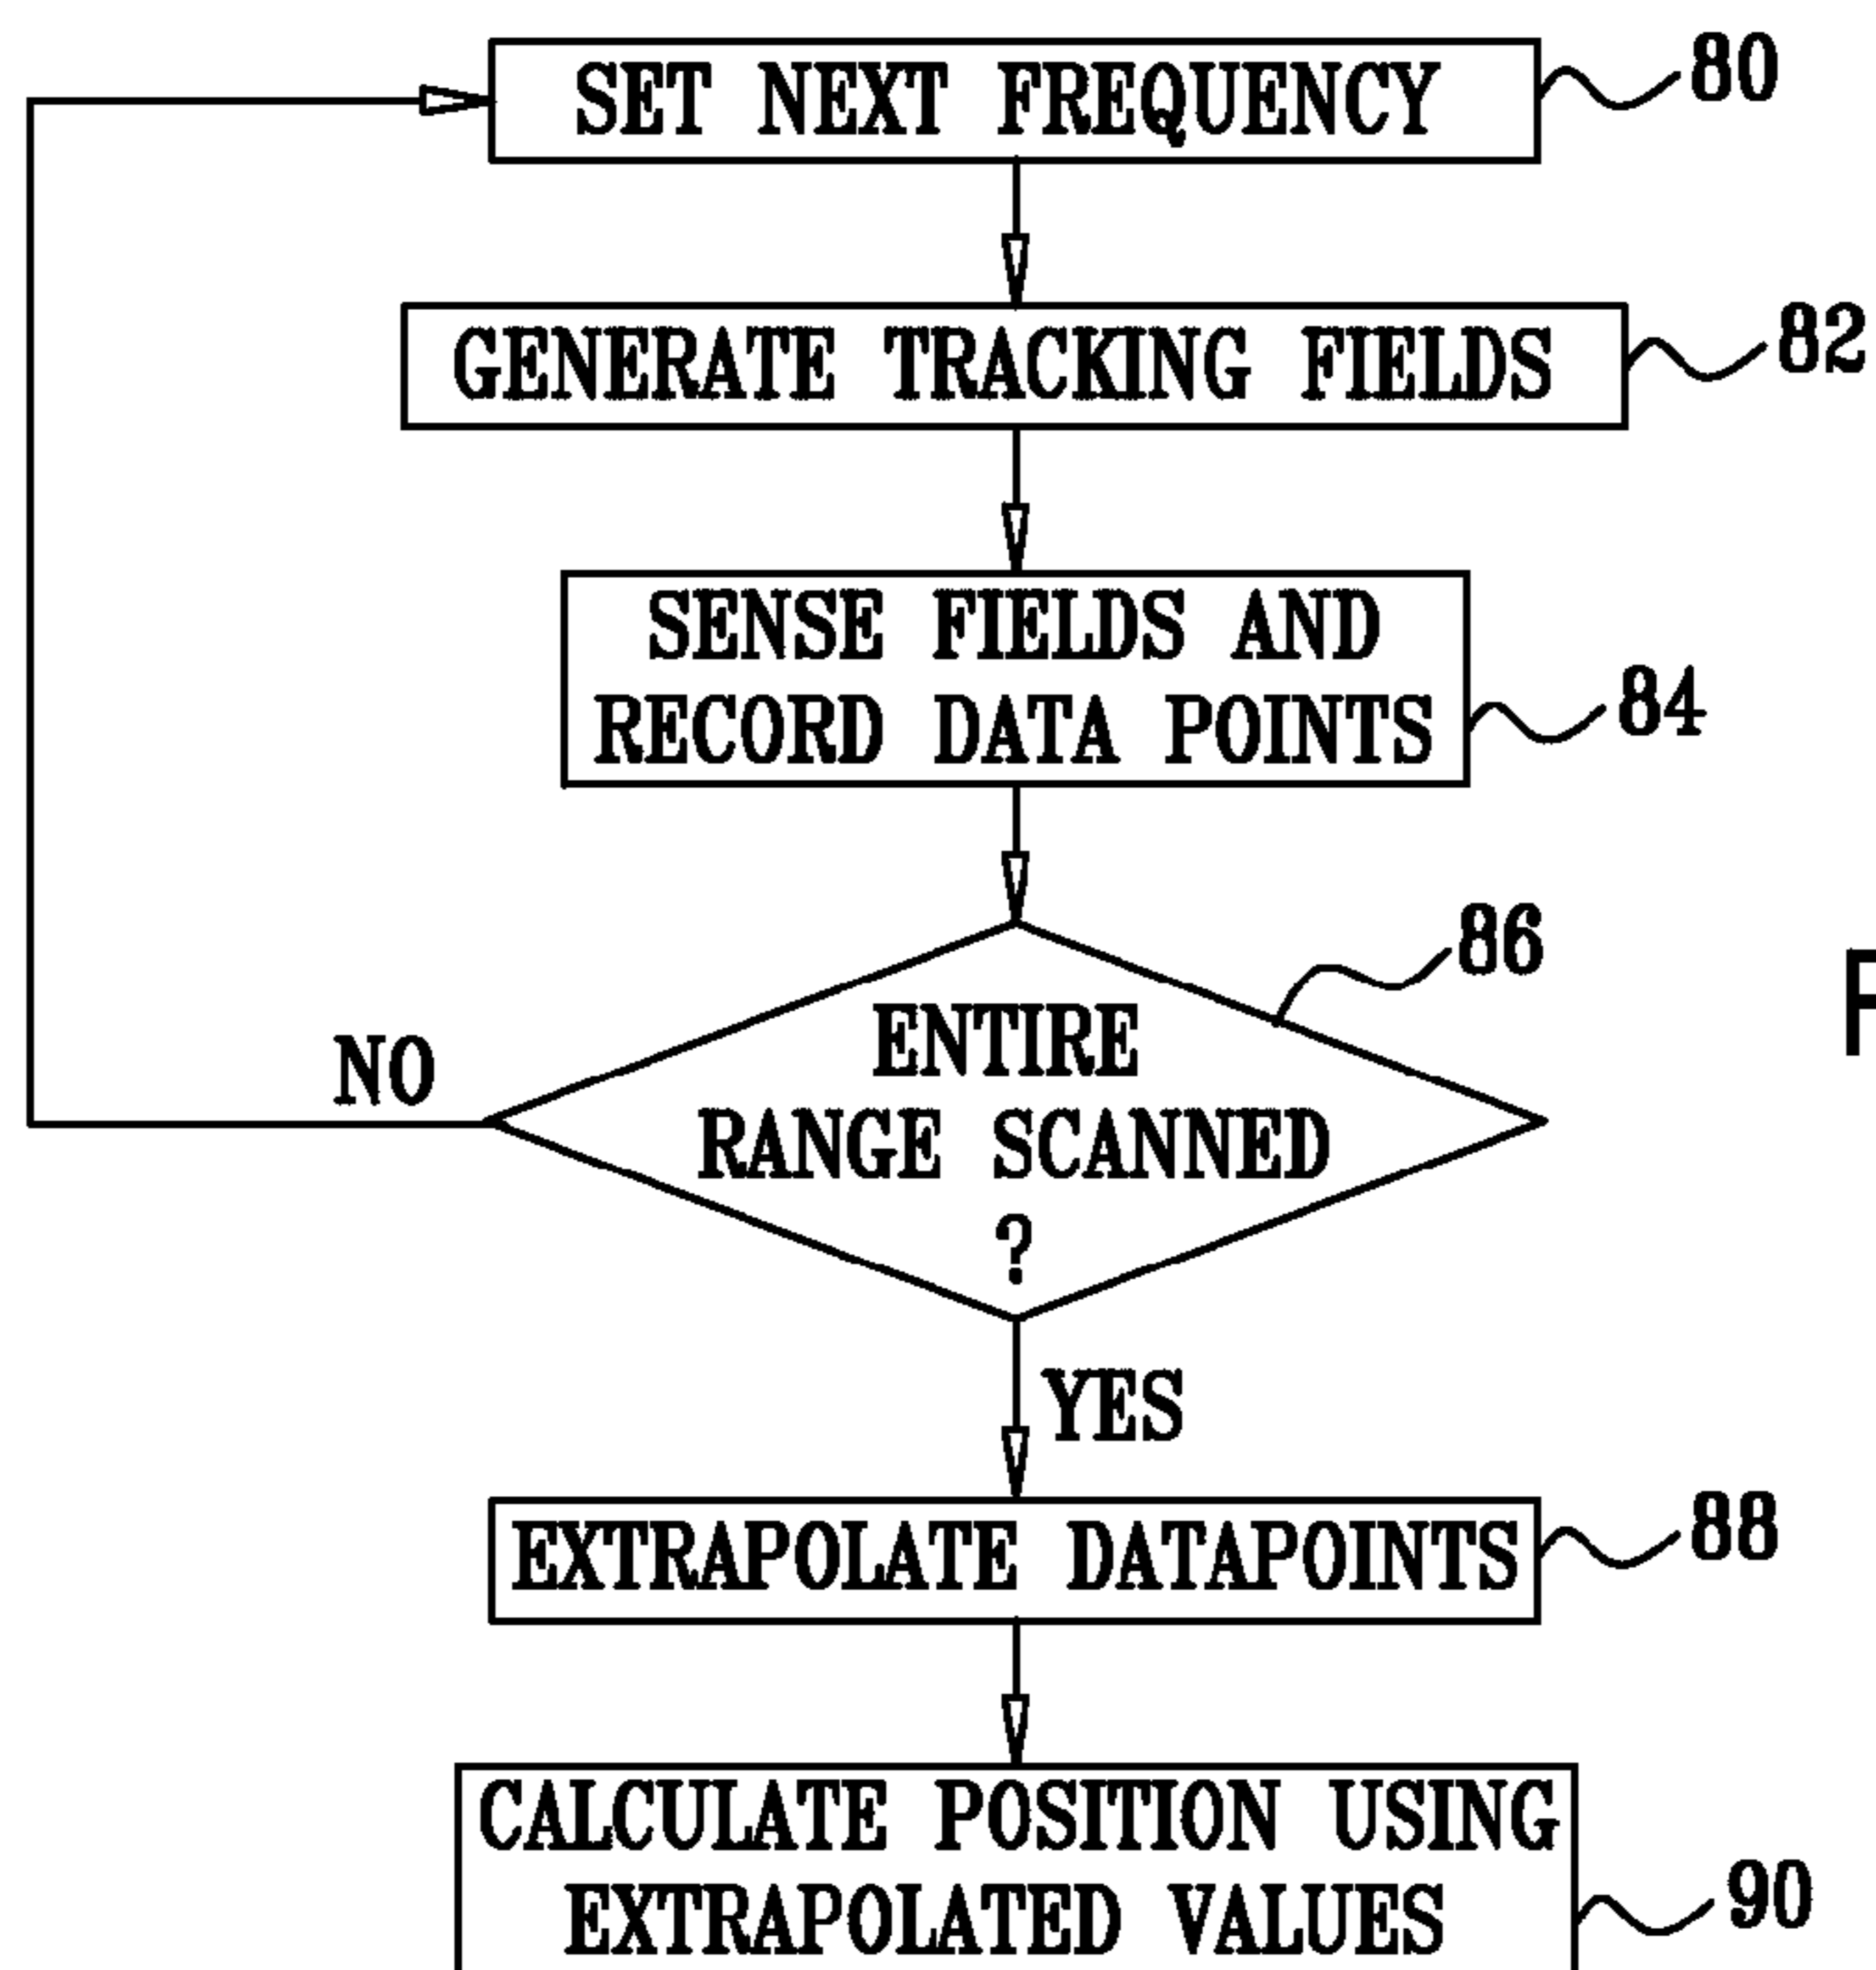 SET NEXT FREQUENCY
80
GENERATE TRACKING FIELDS
82
SENSE FIELDS AND
RECORD DATA POINTS
84
86
ENTIRE
RANGE SCANNED
?
NO
F
YES
EXTRAPOLATE DATAPOINTS
88
CALCULATE POSITION USING
EXTRAPOLATED VALUES
90